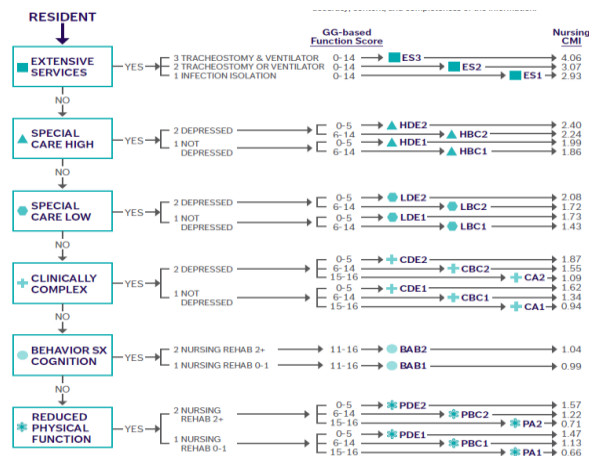 RESIDENT
GG-based Function Score
Nursing CMI
EXTENSIVE SERVICES
YES
3 TRACHEOSTOMY & VENTILATOR 0-14 ES3 4.06
2 TRACHEOSTOMY OR VENTILATOR 0-14 ES2 3.07
1 INFECTION ISOLATION 0-14 ES1 2.93
NO
SPECIAL CARE HIGH
YES
2 DEPRESSED
0-5 HDE2 2.40
6-14 HBC2 2.24
1 NOT DEPRESSED
0-5 HDE1 1.99
6-14 HBC1 1.86
NO
SPECIAL CARE LOW
YES
2 DEPRESSED
0-5 LDE2 2.08
6-14 LBC2 1.72
1 NOT DEPRESSED
0-5 LDE1 1.73
6-14 LBC1 1.43
NO
CLINICALLY COMPLEX
YES
2 DEPRESSED
0-5 CDE2 1.87
6-14 CBC2 1.55
15-16 CA2 1.09
1 NOT DEPRESSED
0-5 CDE1 1.62
6-14 CBC1 1.34
15-16 CA1 0.94
NO
BEHAVIOR SX COGNITION
YES
2 NURSING REHAB 2+ 11-16 BAB2 1.04
1 NURSING REHAB 0-1 11-16 BAB1 0.99
NO
REDUCED PHYSICAL FUNCTION
YES
2 NURSING REHAB 2+
0-5 PDE2 1.57
6-14 PBC2 1.22
15-16 PA2 0.71
1 NURSING REHAB 0-1
0-5 PDE1 1.47
6-14 PBC1 1.13
15-16 PA1 0.66